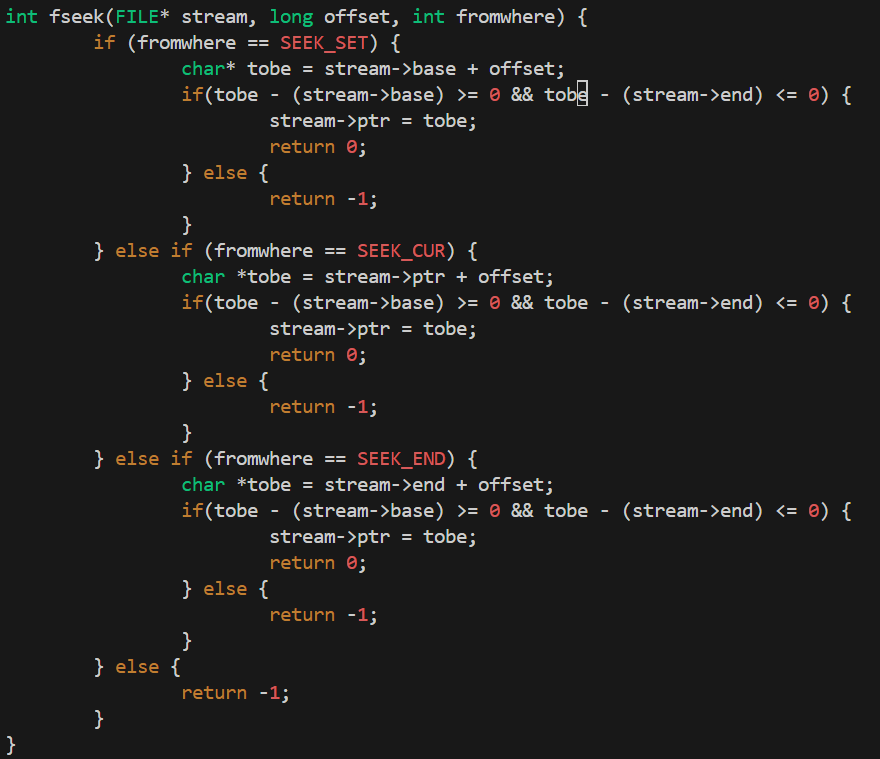 int fseek(FILE* stream, long offset, int fromwhere) {
        if (fromwhere == SEEK_SET) {
                char* tobe = stream->base + offset;
                if(tobe - (stream->base) >= 0 && tobe - (stream->end) <= 0) {
                        stream->ptr = tobe;
                        return 0;
                } else {
                        return -1;
                }
        } else if (fromwhere == SEEK_CUR) {
                char *tobe = stream->ptr + offset;
                if(tobe - (stream->base) >= 0 && tobe - (stream->end) <= 0) {
                        stream->ptr = tobe;
                        return 0;
                } else {
                        return -1;
                }
        } else if (fromwhere == SEEK_END) {
                char *tobe = stream->end + offset;
                if(tobe - (stream->base) >= 0 && tobe - (stream->end) <= 0) {
                        stream->ptr = tobe;
                        return 0;
                } else {
                        return -1;
                }
        } else {
                return -1;
        }
}